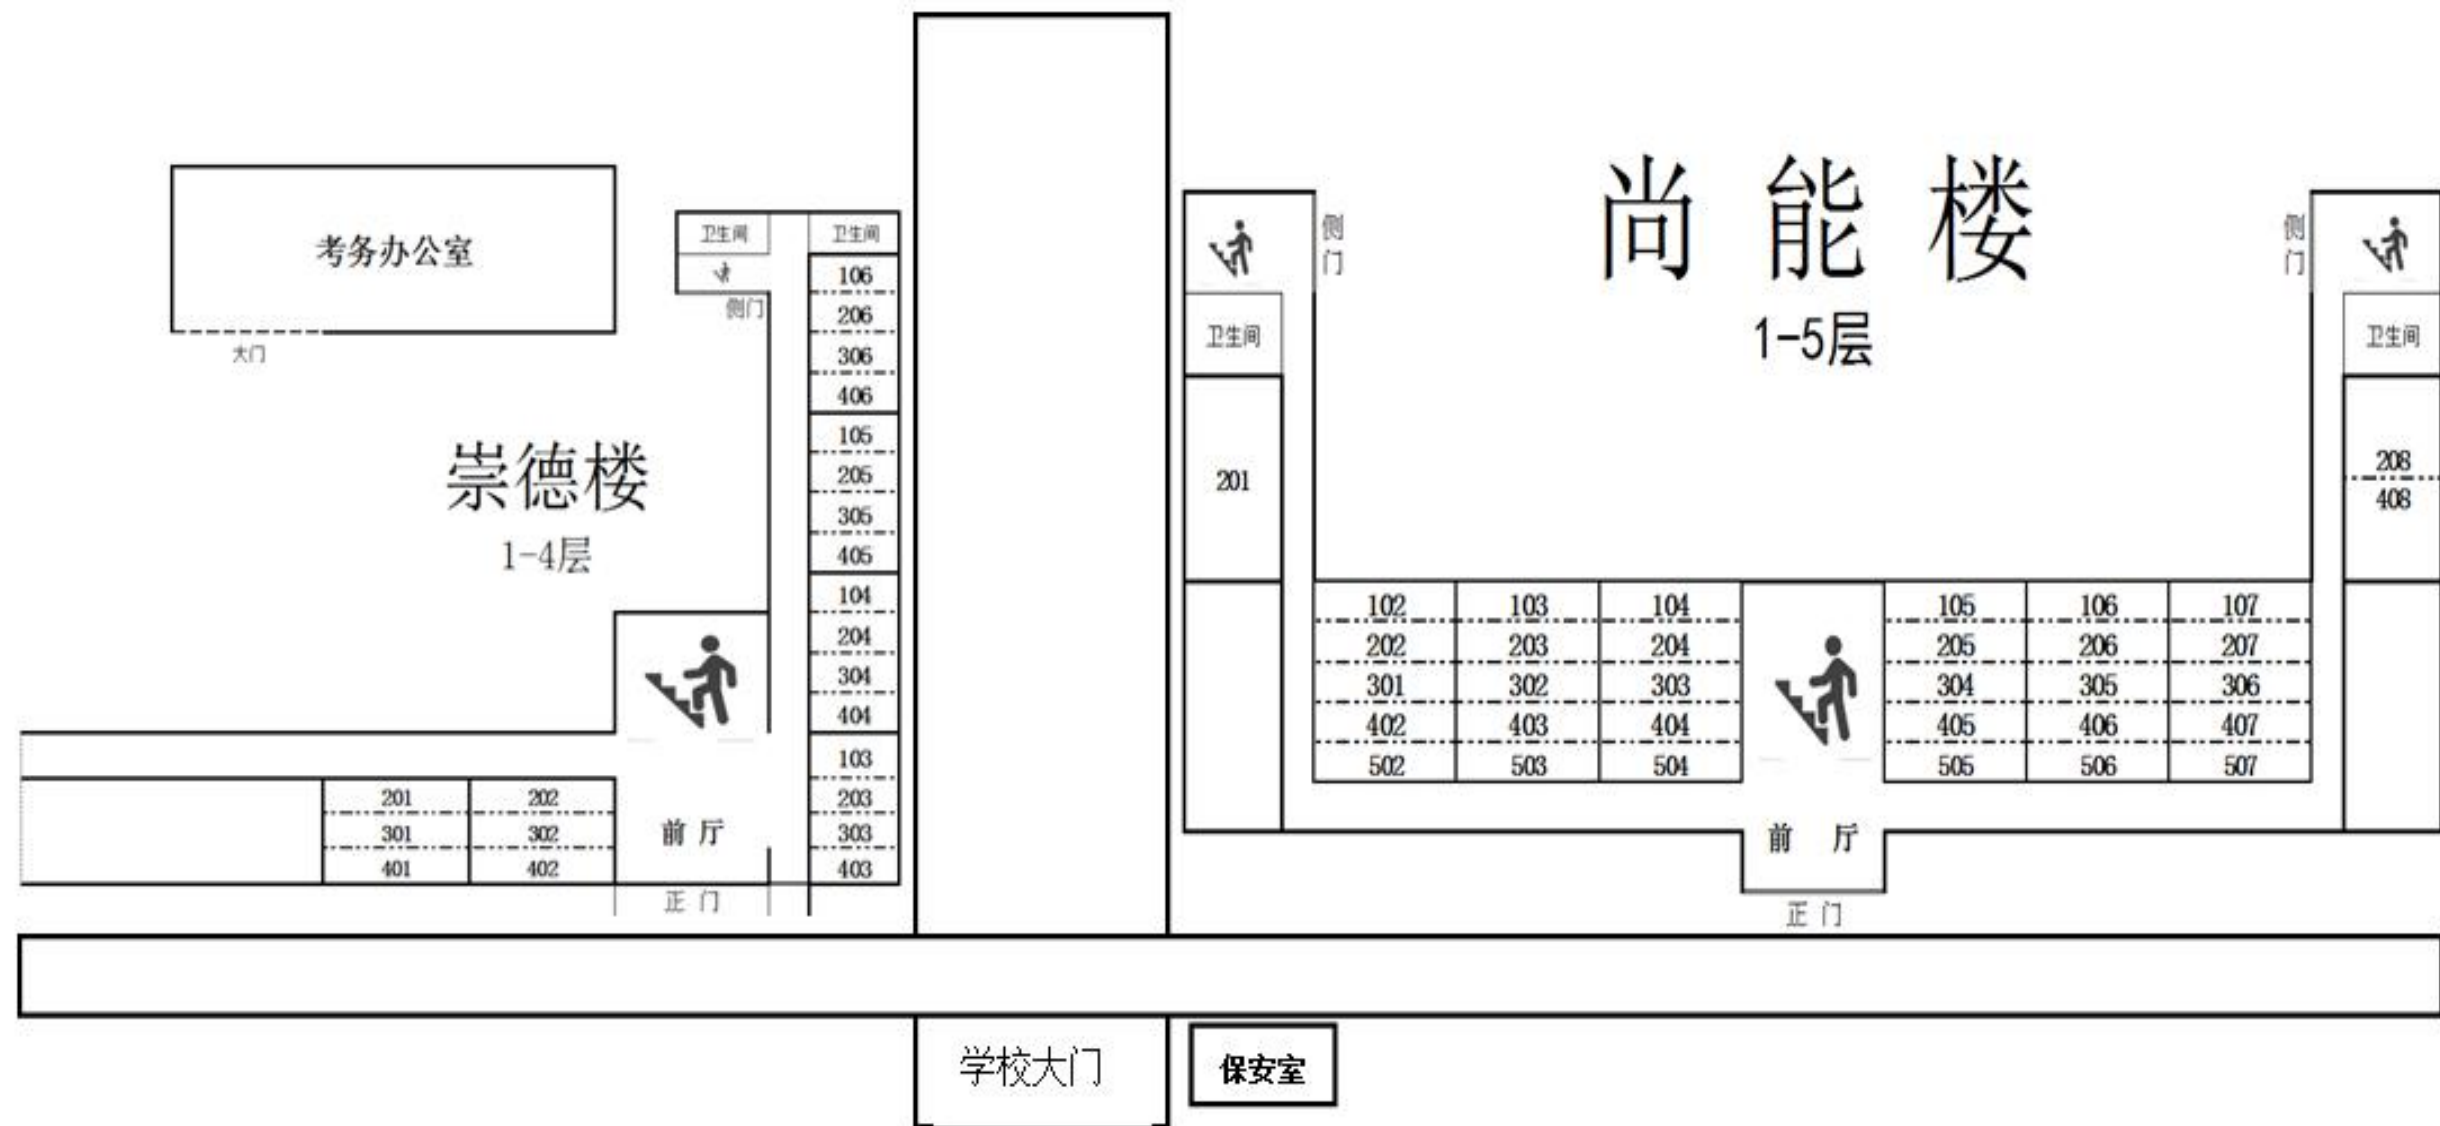 考务办公室
大门
崇德楼
1-4层
卫生间
卫生间
侧门
106
206
306
406
105
205
305
405
104
204
304
404
103
203
303
403
201
202
301
302
401
402
前厅
正门
尚能楼
1-5层
侧门
卫生间
201
侧门
卫生间
208
408
102
103
104
105
106
107
202
203
204
205
206
207
301
302
303
304
305
306
402
403
404
405
406
407
502
503
504
505
506
507
前厅
正门
学校大门
保安室